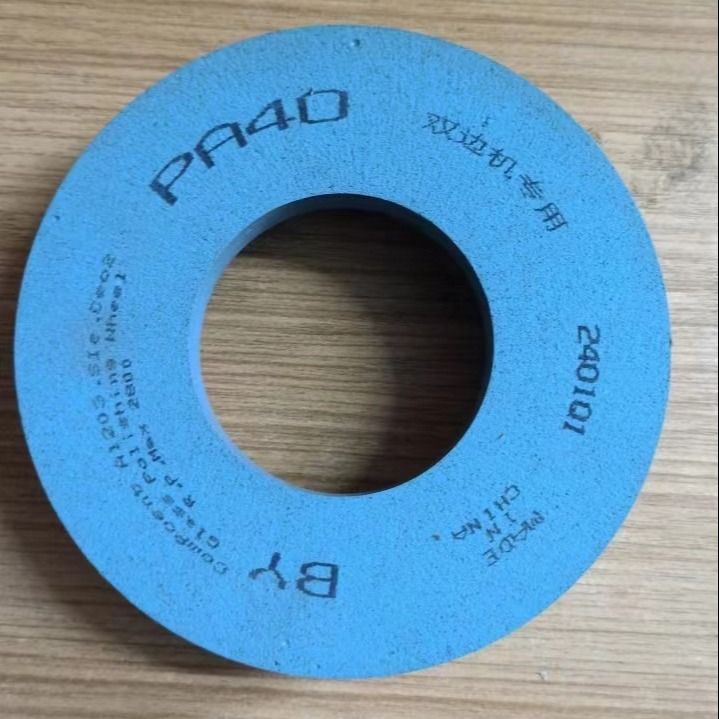 PA40
双边机专用
240101
MADE
IN
CHINA
BY
Component Al2O3.Sic.CeO2
Glass Polishing Wheel
R.P.Max 2800